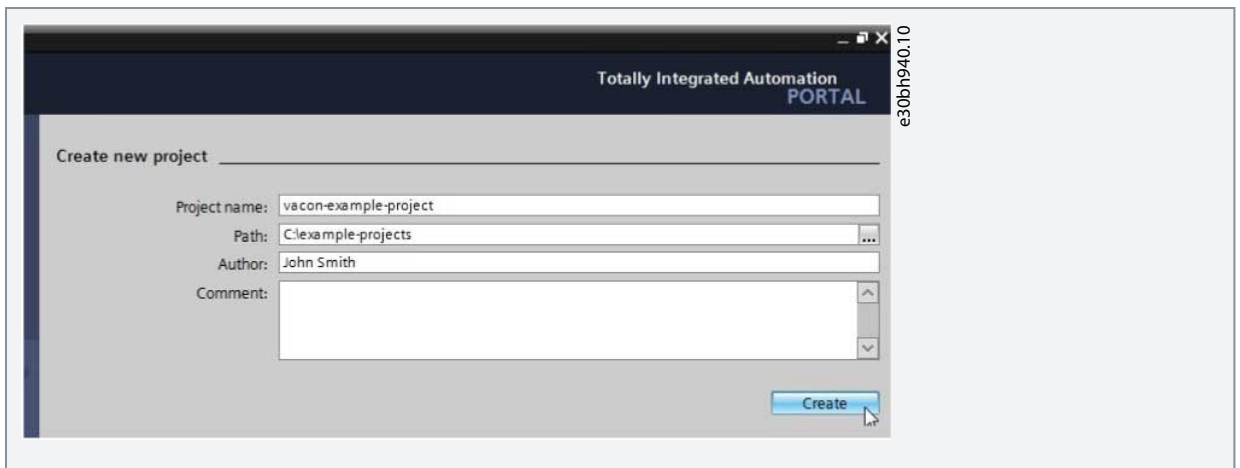 Totally Integrated Automation
PORTAL
e30bh940.10
Create new project
Project name: vacon-example-project
Path: C:\example-projects
...
Author: John Smith
Comment:
Create